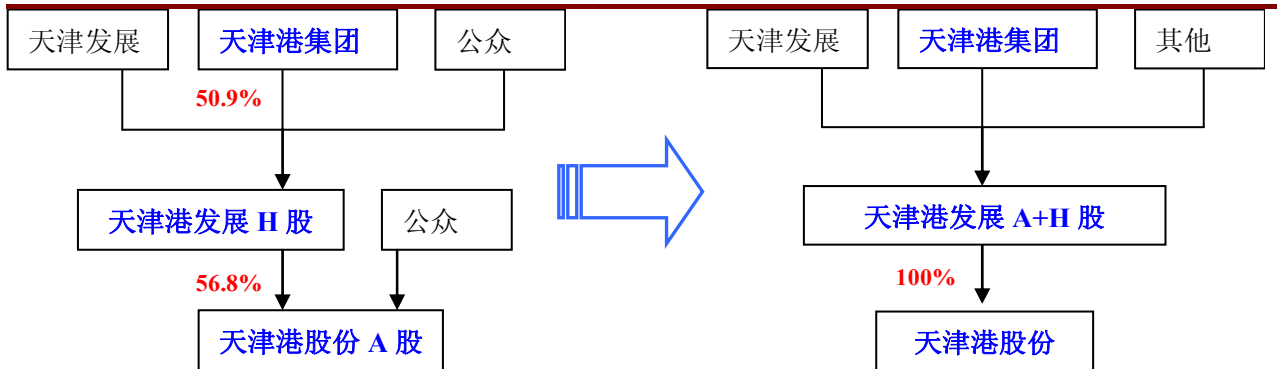 天津发展 天津港集团 公众
50.9%
天津港发展 H 股 公众
56.8%
天津港股份 A 股
天津发展 天津港集团 其他
天津港发展 A+H 股
100%
天津港股份